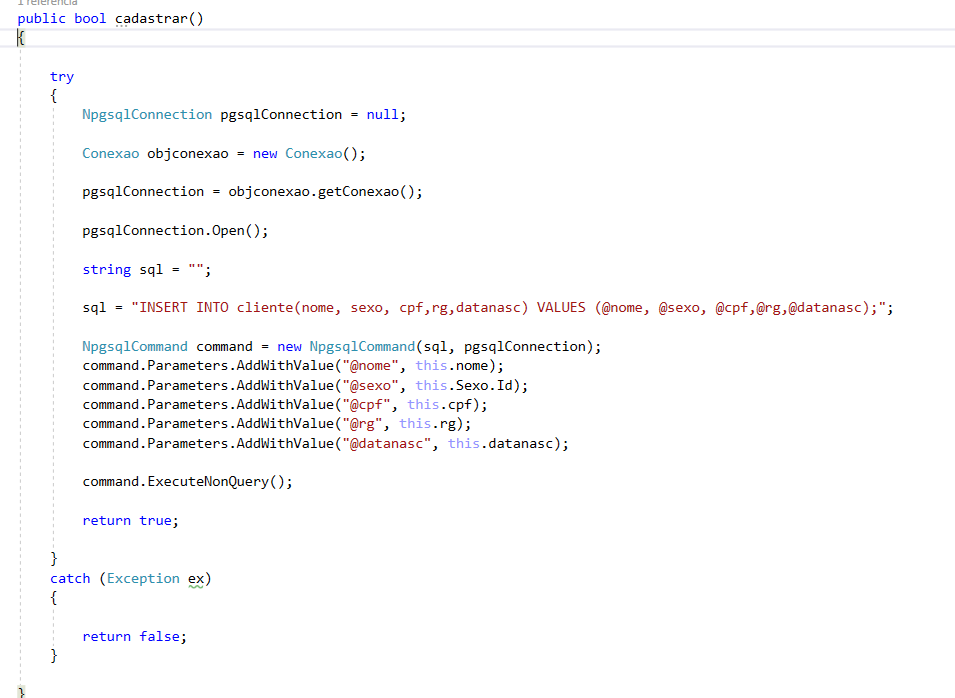 1 referência
public bool cadastrar()
{
try
{
NpgsqlConnection pgsqlConnection = null;
Conexao objconexao = new Conexao();
pgsqlConnection = objconexao.getConexao();
pgsqlConnection.Open();
string sql = "";
sql = "INSERT INTO cliente(nome, sexo, cpf,rg,datanasc) VALUES (@nome, @sexo, @cpf,@rg,@datanasc);";
NpgsqlCommand command = new NpgsqlCommand(sql, pgsqlConnection);
command.Parameters.AddWithValue("@nome", this.nome);
command.Parameters.AddWithValue("@sexo", this.Sexo.Id);
command.Parameters.AddWithValue("@cpf", this.cpf);
command.Parameters.AddWithValue("@rg", this.rg);
command.Parameters.AddWithValue("@datanasc", this.datanasc);
command.ExecuteNonQuery();
return true;
}
catch (Exception ex)
{
return false;
}
}